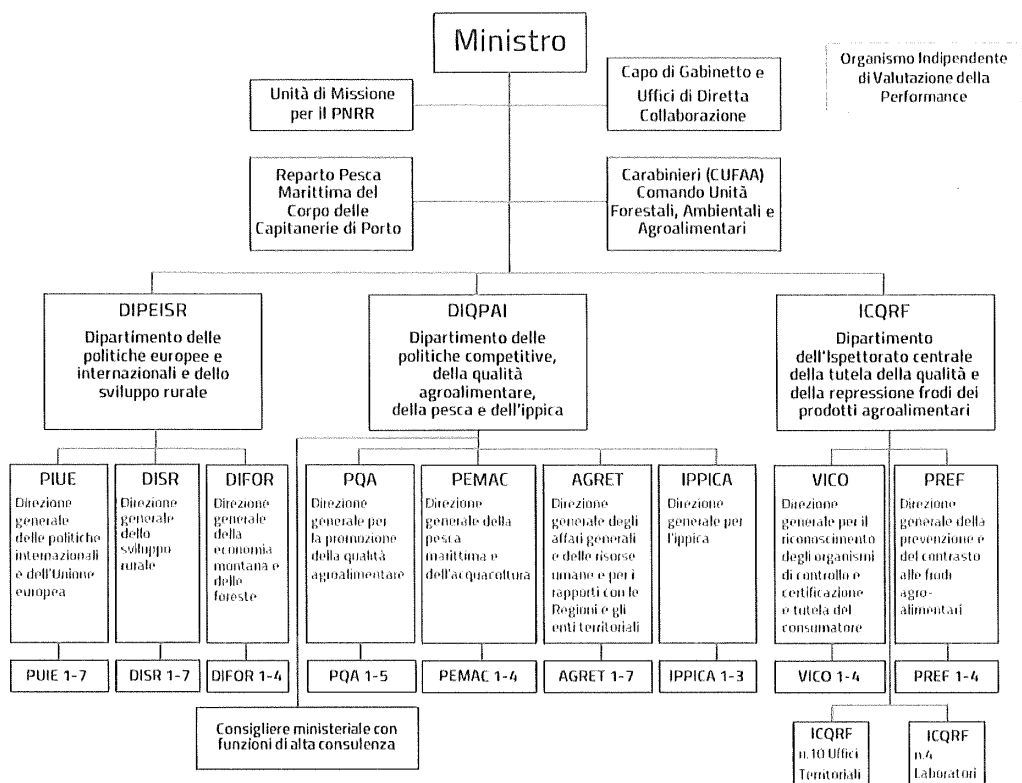 Ministro
Organismo Indipendente
di Valutazione della
Performance
Unità di Missione
per il PNRR
Capo di Gabinetto e
Uffici di Diretta
Collaborazione
Reparto Pesca
Marittima del
Corpo delle
Capitanerie di Porto
Carabinieri (CUFAA)
Comando Unità
Forestali, Ambientali e
Agroalimentari
DIPEISR
Dipartimento delle
politiche europee e
internazionali e dello
sviluppo rurale
DIQPAI
Dipartimento delle
politiche competitive,
della qualità
agroalimentare,
della pesca e dell'ippica
ICQRF
Dipartimento
dell'Ispettorato centrale
della tutela della qualità e
della repressione frodi dei
prodotti agroalimentari
PIUE
Direzione
generale
delle politiche
internazionali
e dell'Unione
europea
DISR
Direzione
generale
dello
sviluppo
rurale
DIFOR
Direzione
generale
della
economia
montana e
delle
foreste
PQA
Direzione
generale per
la promozione
della qualità
agroalimentare
PEMAC
Direzione
generale della
pesca
marittima e
dell'acquacoltura
AGRET
Direzione
generale degli
affari generali
e delle risorse
umane e per i
rapporti con le
Regioni e gli
enti territoriali
IPPICA
Direzione
generale per
l'ippica
VICO
Direzione
generale per il
riconoscimento
degli organismi
di controllo e
certificazione
e tutela del
consumatore
PREF
Direzione
generale della
prevenzione e
del contrasto
alle frodi
agro-
alimentari
PUIE 1-7
DISR 1-7
DIFOR 1-4
PQA 1-5
PEMAC 1-4
AGRET 1-7
IPPICA 1-3
VICO 1-4
PREF 1-4
Consigliere ministeriale con
funzioni di alta consulenza
ICQRF
n.10 Uffici
Territoriali
ICQRF
n.4
Laboratori